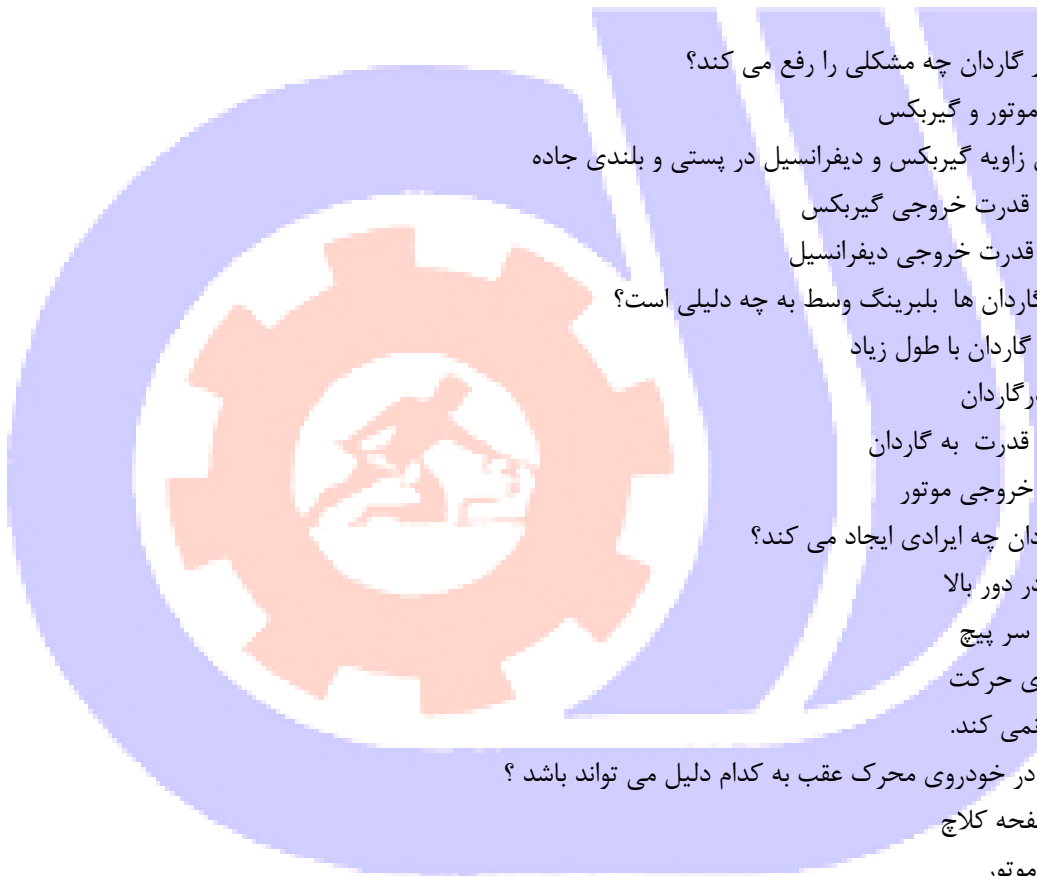 گاردان چه مشکلی را رفع می کند؟
موتور و گیربکس
زاویه گیربکس و دیفرانسیل در پستی و بلندی جاده
قدرت خروجی گیربکس
قدرت خروجی دیفرانسیل
گاردان ها بلبرینگ وسط به چه دلیلی است؟
گاردان با طول زیاد
گاردان
قدرت به گاردان
خروجی موتور
چه ایرادی ایجاد می کند؟
در دور بالا
سر پیچ
حرکت
نمی کند.
در خودروی محرک عقب به کدام دلیل می تواند باشد ؟
کلاچ
موتور